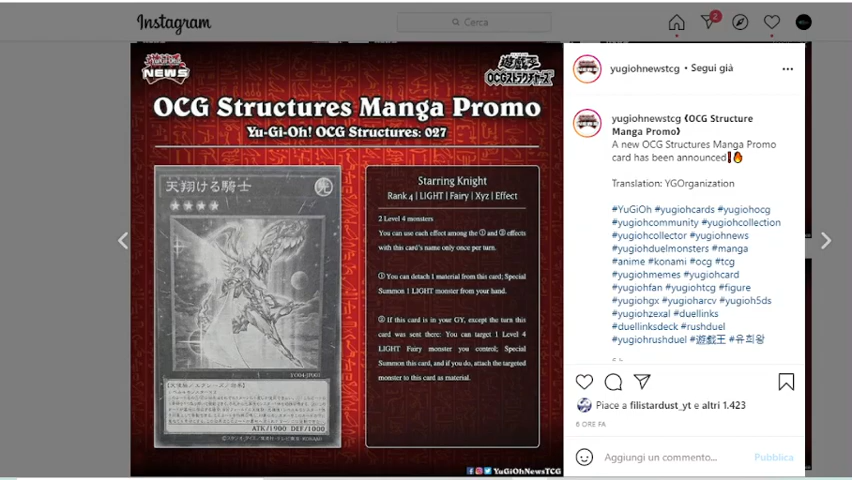 Instagram
Cerca
2
Yu-Gi-Oh!
NEWS
遊戯王
OCGストラクチャーズ
OCG Structures Manga Promo
Yu-Gi-Oh! OCG Structures: 027
天翔ける騎士
光
YO04-JP001
ATK/1900 DEF/1000
Starring Knight
Rank 4 | LIGHT | Fairy | Xyz | Effect
2 Level 4 monsters
You can use each effect among the ① and ② effects
with this card's name only once per turn.
① You can detach 1 material from this card; Special
Summon 1 LIGHT monster from your hand.
② If this card is in your GY, except the turn this
card was sent there: You can target 1 Level 4
LIGHT Fairy monster you control; Special
Summon this card, and if you do, attach the targeted
monster to this card as material.
YuGiOhNewsTCG
yugiohnewstcg • Segui già
yugiohnewstcg 《OCG Structure
Manga Promo》
A new OCG Structures Manga Promo
card has been announced
Translation: YGOrganization
#YuGiOh #yugiohcards #yugiohocg
#yugiohcommunity #yugiohcollection
#yugiohcollector #yugiohnews
#yugiohduelmonsters #manga
#anime #konami #ocg #tcg
#yugiohmemes #yugiohcard
#yugiohfan #yugiohtcg #figure
#yugiohgx #yugioharcv #yugioh5ds
#yugiohzexal #duellinks
#duellinksdeck #rushduel
#yugiohrushduel #遊戯王 #유희왕
Piace a filistardust_yt e altri 1.423
6 ORE FA
Aggiungi un commento...
Pubblica